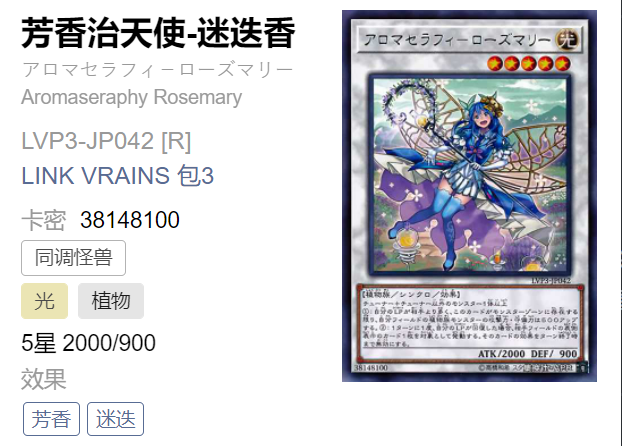 芳香治天使-迷迭香
アロマセラフィ－ローズマリー
Aromaseraphy Rosemary
LVP3-JP042 [R]
LINK VRAINS 包3
卡密 38148100
同调怪兽
光 植物
5星 2000/900
效果
芳香 迷迭
アロマセラフィ－ローズマリー 光
LVP3-JP042
【植物族／シンクロ／効果】
チューナー＋チューナー以外のモンスター１体以上
ATK/2000 DEF/ 900
38148100